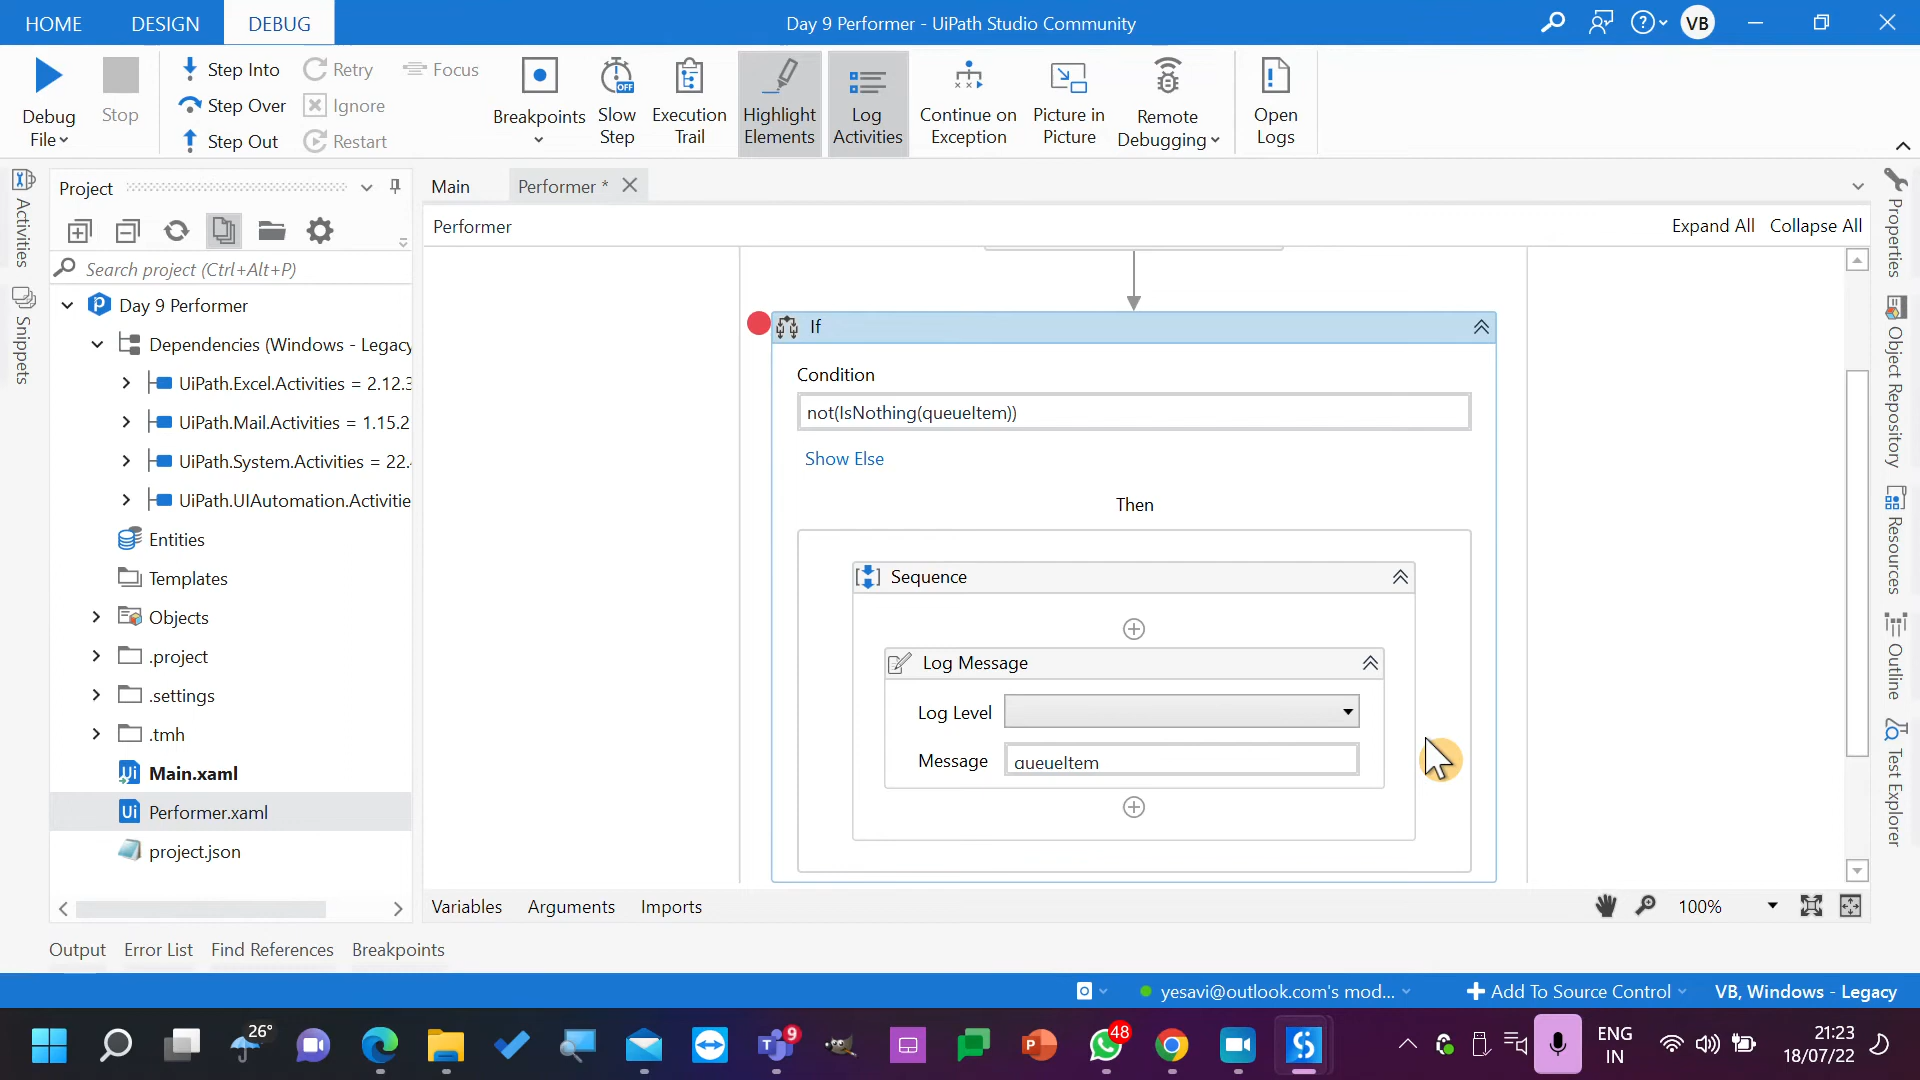 HOME DESIGN DEBUG Day 9 Performer - UiPath Studio Community VB
Debug File
Stop
Step Into
Step Over
Step Out
Retry
Ignore
Restart
Focus
Breakpoints
Slow Step
Execution Trail
OFF
Highlight Elements
Log Activities
Continue on Exception
Picture in Picture
Remote Debugging
Open Logs
Activities
Snippets
Project
Search project (Ctrl+Alt+P)
Day 9 Performer
Dependencies (Windows - Legacy
UiPath.Excel.Activities = 2.12.3
UiPath.Mail.Activities = 1.15.2
UiPath.System.Activities = 22.4
UiPath.UIAutomation.Activitie
Entities
Templates
Objects
.project
.settings
.tmh
Main.xaml
Performer.xaml
project.json
Main Performer *
Performer Expand All Collapse All
If
Condition
not(IsNothing(queueItem))
Show Else
Then
Sequence
Log Message
Log Level
Message queueItem
Variables Arguments Imports 100%
Properties
Object Repository
Resources
Outline
Test Explorer
Output Error List Find References Breakpoints
yesavi@outlook.com's mod... Add To Source Control VB, Windows - Legacy
26° 9 48 ENG IN 21:23 18/07/22